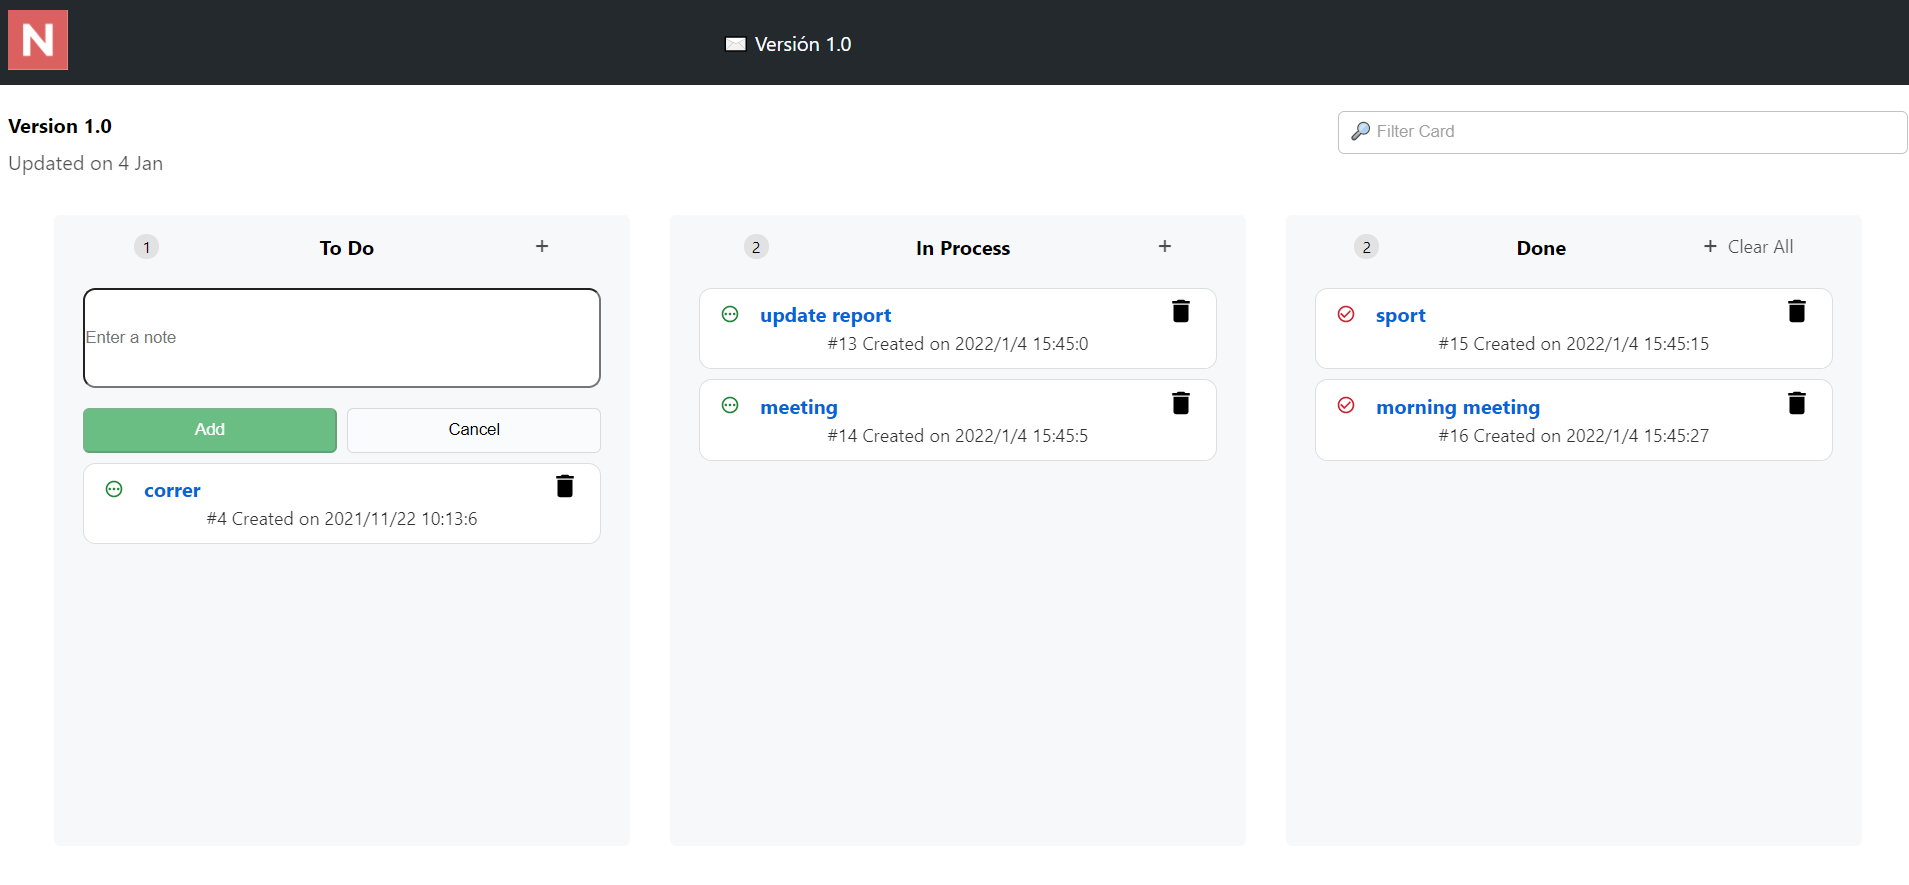 N
Versión 1.0
Version 1.0
Filter Card
Updated on 4 Jan
1 To Do +
Enter a note
Add Cancel
correr
#4 Created on 2021/11/22 10:13:6
2 In Process +
update report
#13 Created on 2022/1/4 15:45:0
meeting
#14 Created on 2022/1/4 15:45:5
2 Done + Clear All
sport
#15 Created on 2022/1/4 15:45:15
morning meeting
#16 Created on 2022/1/4 15:45:27